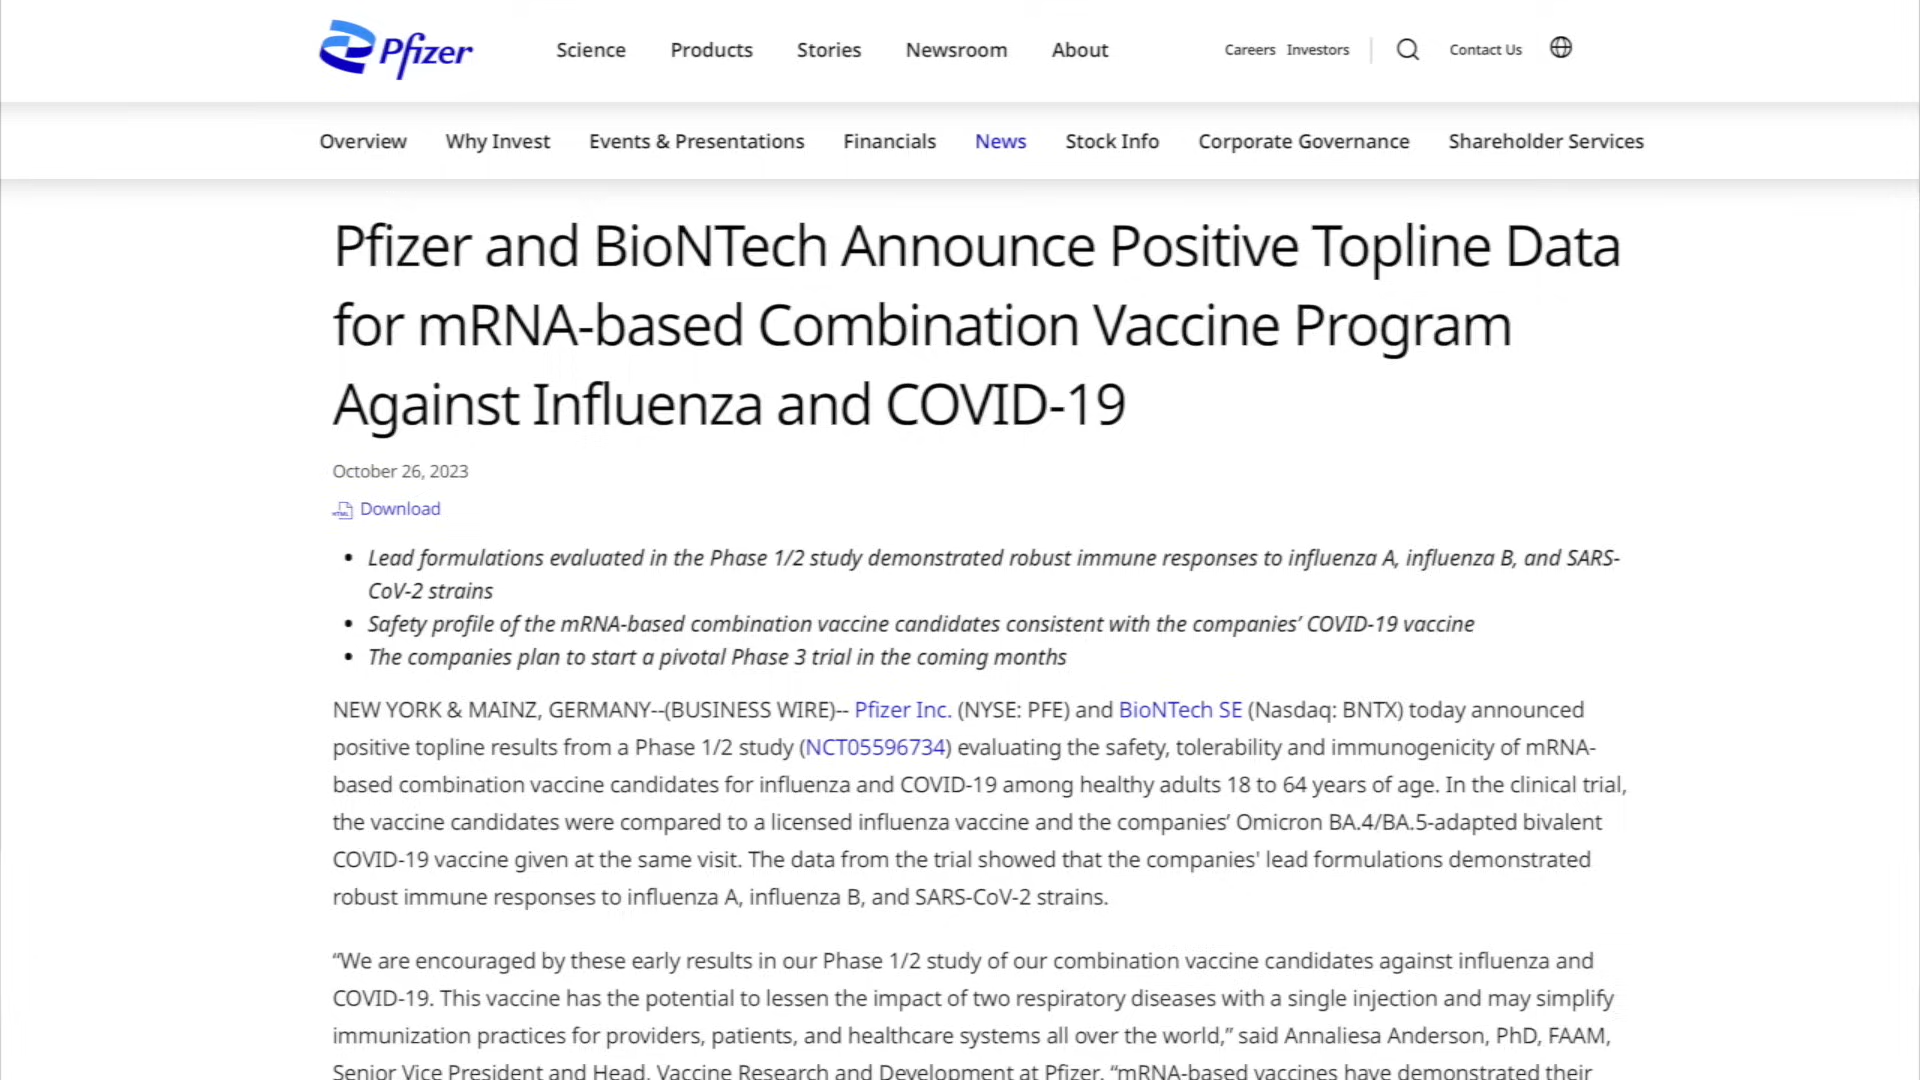 Pfizer
Science Products Stories Newsroom About Careers Investors Contact Us
Overview Why Invest Events & Presentations Financials News Stock Info Corporate Governance Shareholder Services
Pfizer and BioNTech Announce Positive Topline Data
for mRNA-based Combination Vaccine Program
Against Influenza and COVID-19
October 26, 2023
Download
• Lead formulations evaluated in the Phase 1/2 study demonstrated robust immune responses to influenza A, influenza B, and SARS-
CoV-2 strains
• Safety profile of the mRNA-based combination vaccine candidates consistent with the companies’ COVID-19 vaccine
• The companies plan to start a pivotal Phase 3 trial in the coming months
NEW YORK & MAINZ, GERMANY--(BUSINESS WIRE)-- Pfizer Inc. (NYSE: PFE) and BioNTech SE (Nasdaq: BNTX) today announced
positive topline results from a Phase 1/2 study (NCT05596734) evaluating the safety, tolerability and immunogenicity of mRNA-
based combination vaccine candidates for influenza and COVID-19 among healthy adults 18 to 64 years of age. In the clinical trial,
the vaccine candidates were compared to a licensed influenza vaccine and the companies’ Omicron BA.4/BA.5-adapted bivalent
COVID-19 vaccine given at the same visit. The data from the trial showed that the companies' lead formulations demonstrated
robust immune responses to influenza A, influenza B, and SARS-CoV-2 strains.
“We are encouraged by these early results in our Phase 1/2 study of our combination vaccine candidates against influenza and
COVID-19. This vaccine has the potential to lessen the impact of two respiratory diseases with a single injection and may simplify
immunization practices for providers, patients, and healthcare systems all over the world,” said Annaliesa Anderson, PhD, FAAM,
Senior Vice President and Head, Vaccine Research and Development at Pfizer. “mRNA-based vaccines have demonstrated their